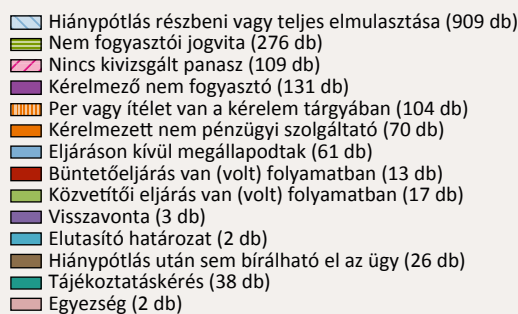 Hiánypótlás részbeni vagy teljes elmulasztása (909 db)
Nem fogyasztói jogvita (276 db)
Nincs kivizsgált panasz (109 db)
Kérelmező nem fogyasztó (131 db)
Per vagy ítélet van a kérelem tárgyában (104 db)
Kérelmezett nem pénzügyi szolgáltató (70 db)
Eljáráson kívül megállapodtak (61 db)
Büntetőeljárás van (volt) folyamatban (13 db)
Közvetítői eljárás van (volt) folyamatban (17 db)
Visszavonta (3 db)
Elutasító határozat (2 db)
Hiánypótlás után sem bírálható el az ügy (26 db)
Tájékoztatáskérés (38 db)
Egyezség (2 db)